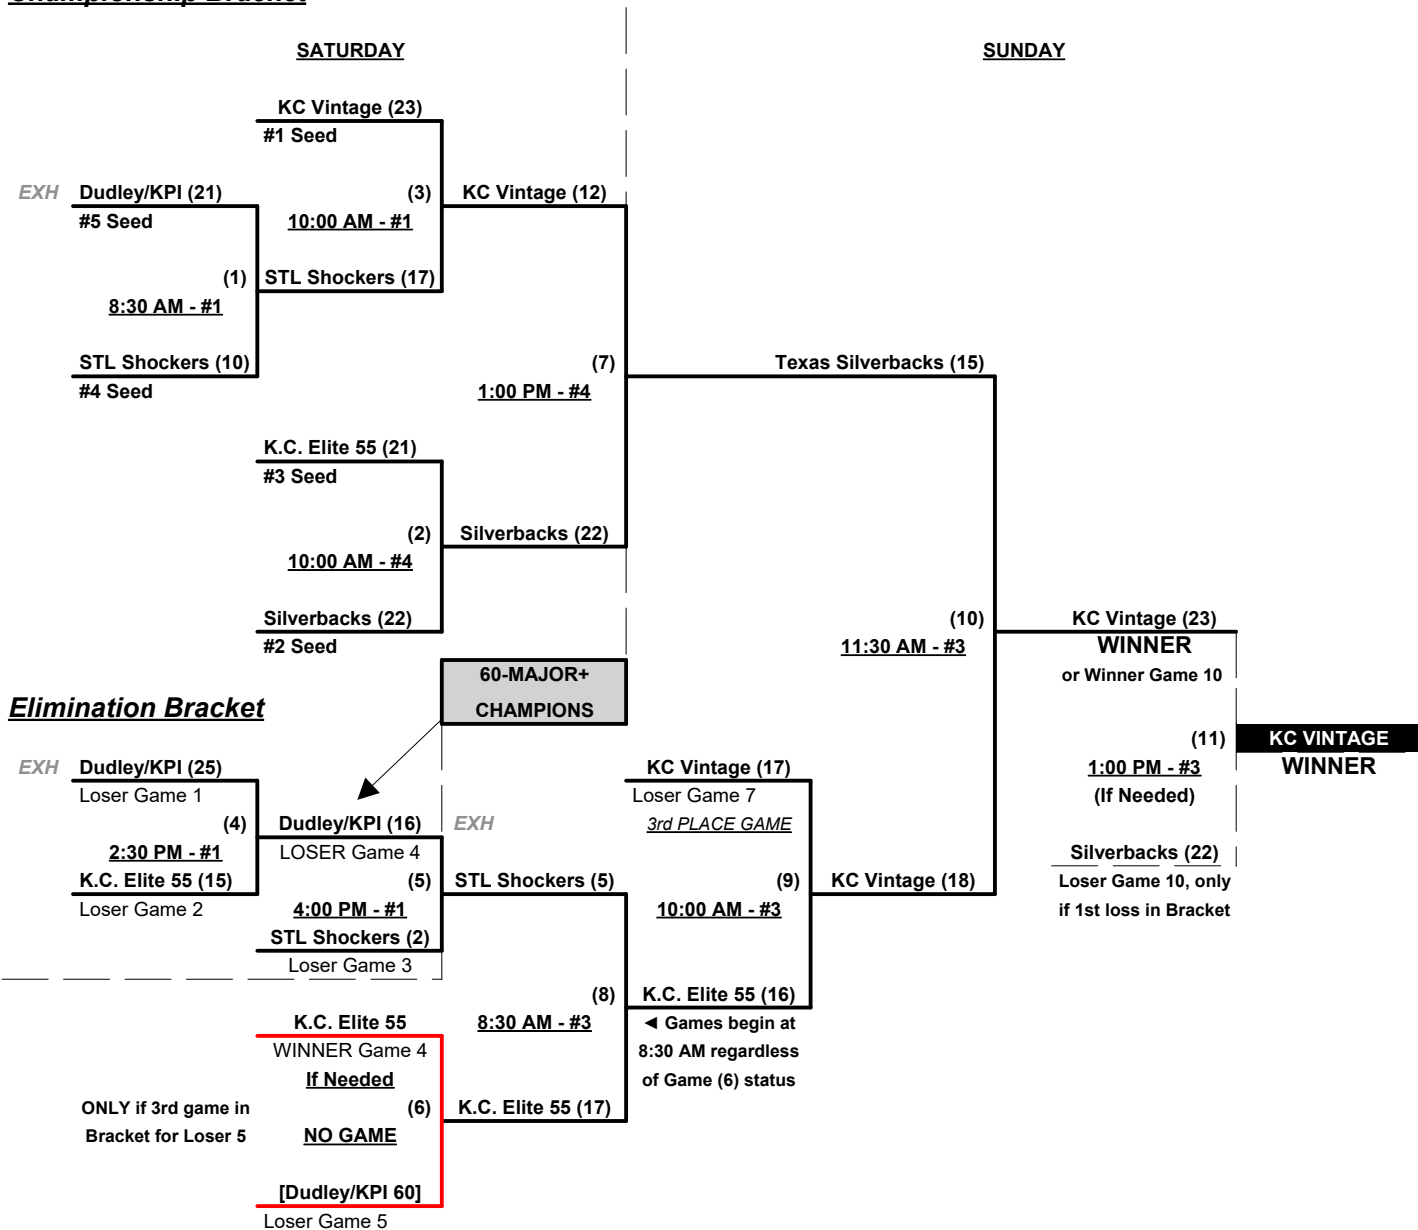 Championship Bracket
SATURDAY
SUNDAY
KC Vintage (23)
#1 Seed
EXH
Dudley/KPI (21)
#5 Seed
(3)
10:00 AM - #1
KC Vintage (12)
(1)
8:30 AM - #1
STL Shockers (17)
STL Shockers (10)
#4 Seed
(7)
1:00 PM - #4
Texas Silverbacks (15)
K.C. Elite 55 (21)
#3 Seed
(2)
10:00 AM - #4
Silverbacks (22)
Silverbacks (22)
#2 Seed
(10)
11:30 AM - #3
KC Vintage (23)
WINNER
or Winner Game 10
60-MAJOR+
CHAMPIONS
Elimination Bracket
EXH
Dudley/KPI (25)
Loser Game 1
(4)
2:30 PM - #1
K.C. Elite 55 (15)
Loser Game 2
Dudley/KPI (16)
EXH
LOSER Game 4
(5)
4:00 PM - #1
STL Shockers (2)
Loser Game 3
STL Shockers (5)
KC Vintage (17)
Loser Game 7
3rd PLACE GAME
(9)
10:00 AM - #3
KC Vintage (18)
(11)
1:00 PM - #3
(If Needed)
KC VINTAGE
WINNER
Silverbacks (22)
Loser Game 10, only
if 1st loss in Bracket
(8)
8:30 AM - #3
K.C. Elite 55 (16)
◄ Games begin at
8:30 AM regardless
of Game (6) status
K.C. Elite 55
WINNER Game 4
If Needed
ONLY if 3rd game in
Bracket for Loser 5
(6)
NO GAME
K.C. Elite 55 (17)
[Dudley/KPI 60]
Loser Game 5